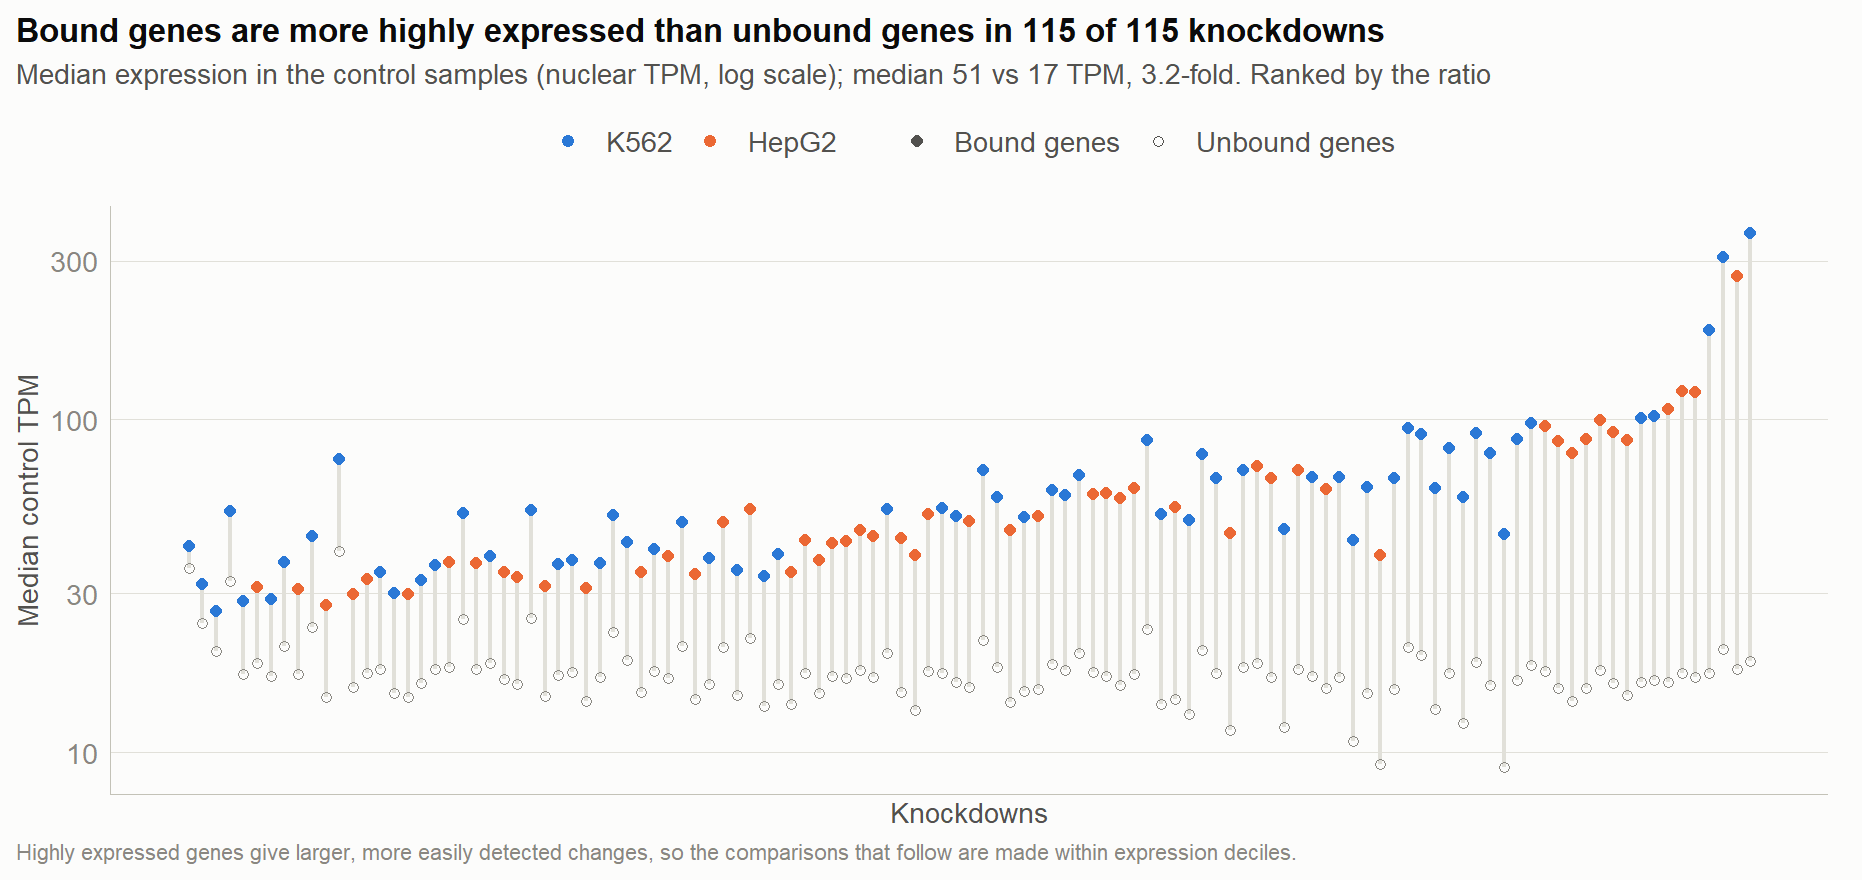 Bound genes are more highly expressed than unbound genes in 115 of 115 knockdowns
Median expression in the control samples (nuclear TPM, log scale); median 51 vs 17 TPM, 3.2-fold. Ranked by the ratio
K562 HepG2 Bound genes Unbound genes
Median control TPM
300
100
30
10
Knockdowns
Highly expressed genes give larger, more easily detected changes, so the comparisons that follow are made within expression deciles.